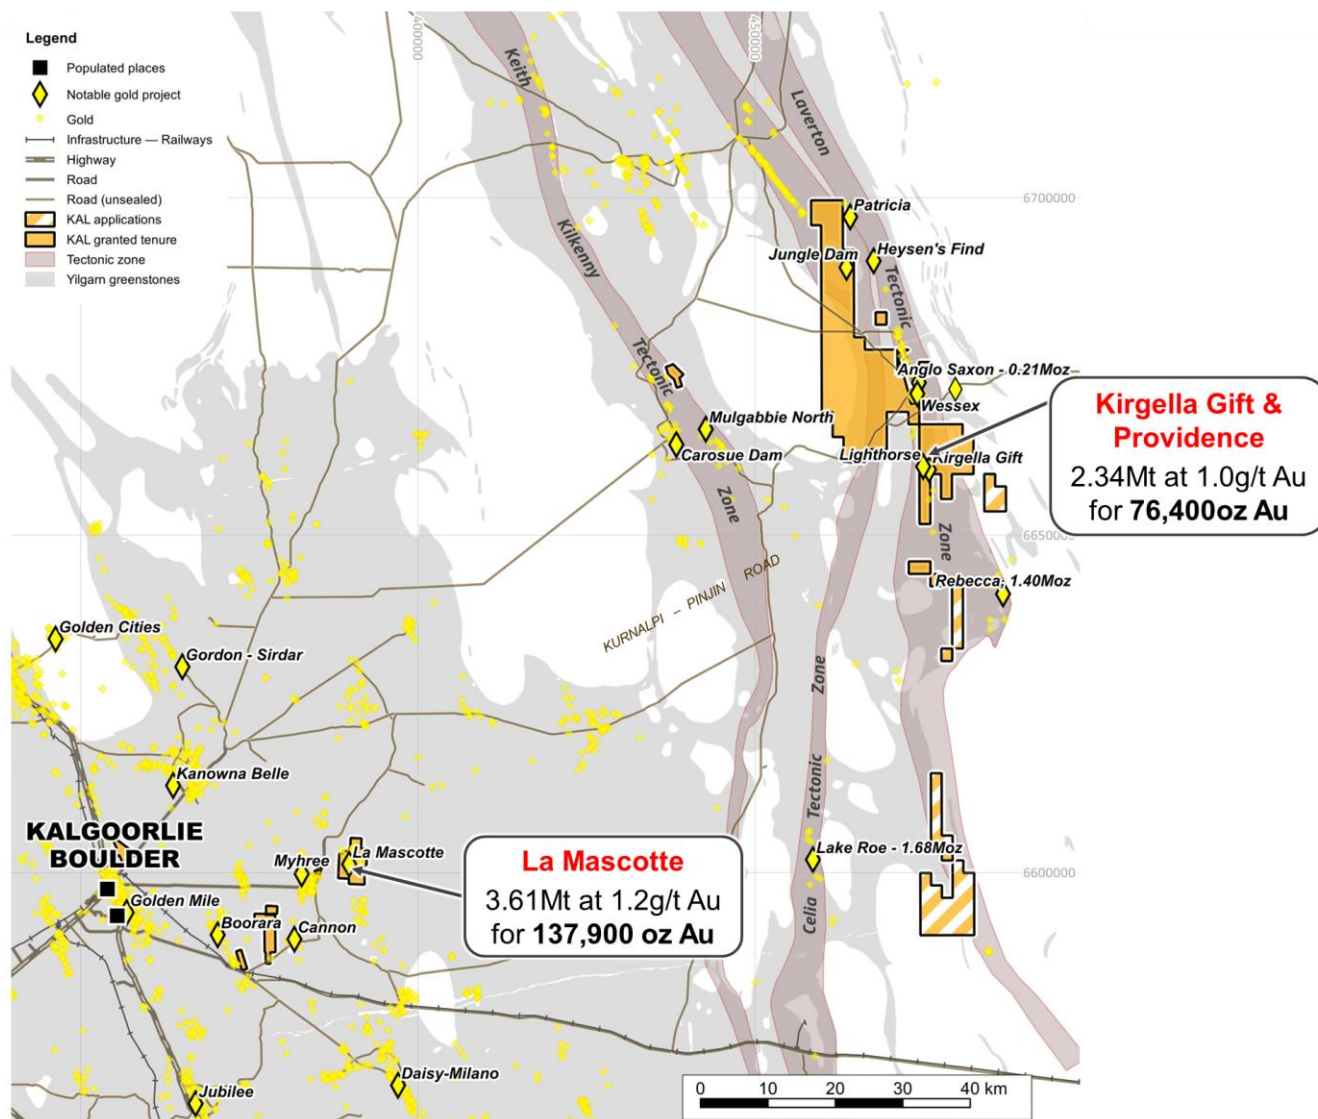 Legend
Populated places
Notable gold project
Gold
Infrastructure — Railways
Highway
Road
Road (unsealed)
KAL applications
KAL granted tenure
Tectonic zone
Yilgarn greenstones
400000
450000
Keith
Kilkenny
Tectonic
Zone
Laverton
Tectonic
Zone
6700000
Patricia
Jungle Dam
Heysen's Find
Anglo Saxon - 0.21Moz
Wessex
Mulgabbie North
Carosue Dam
Lighthorse
Kirgella Gift
Kirgella Gift &
Providence
2.34Mt at 1.0g/t Au
for 76,400oz Au
6650000
Rebecca, 1.40Moz
KURNALPI – PINJIN ROAD
Golden Cities
Gordon - Sirdar
Kanowna Belle
KALGOORLIE
BOULDER
Golden Mile
Myhree
La Mascotte
Boorara
Cannon
La Mascotte
3.61Mt at 1.2g/t Au
for 137,900 oz Au
Celia Tectonic Zone
Lake Roe - 1.68Moz
6600000
Jubilee
Daisy-Milano
0 10 20 30 40 km